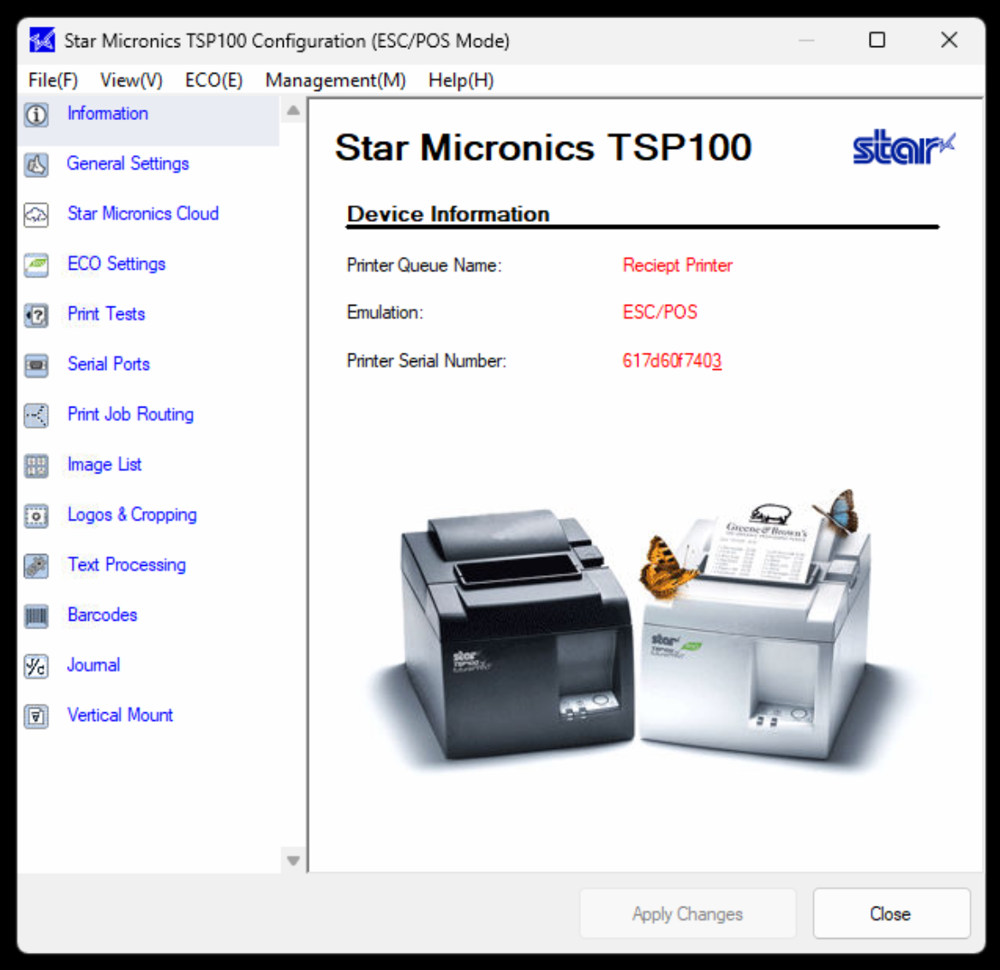 Star Micronics TSP100 Configuration (ESC/POS Mode)
File(F) View(V) ECO(E) Management(M) Help(H)
Information
General Settings
Star Micronics Cloud
ECO Settings
Print Tests
Serial Ports
Print Job Routing
Image List
Logos & Cropping
Text Processing
Barcodes
Journal
Vertical Mount
Star Micronics TSP100
star
Device Information
Printer Queue Name: Reciept Printer
Emulation: ESC/POS
Printer Serial Number: 617d60f7403
Greene & Brown's
star
TSP100
star
Apply Changes
Close